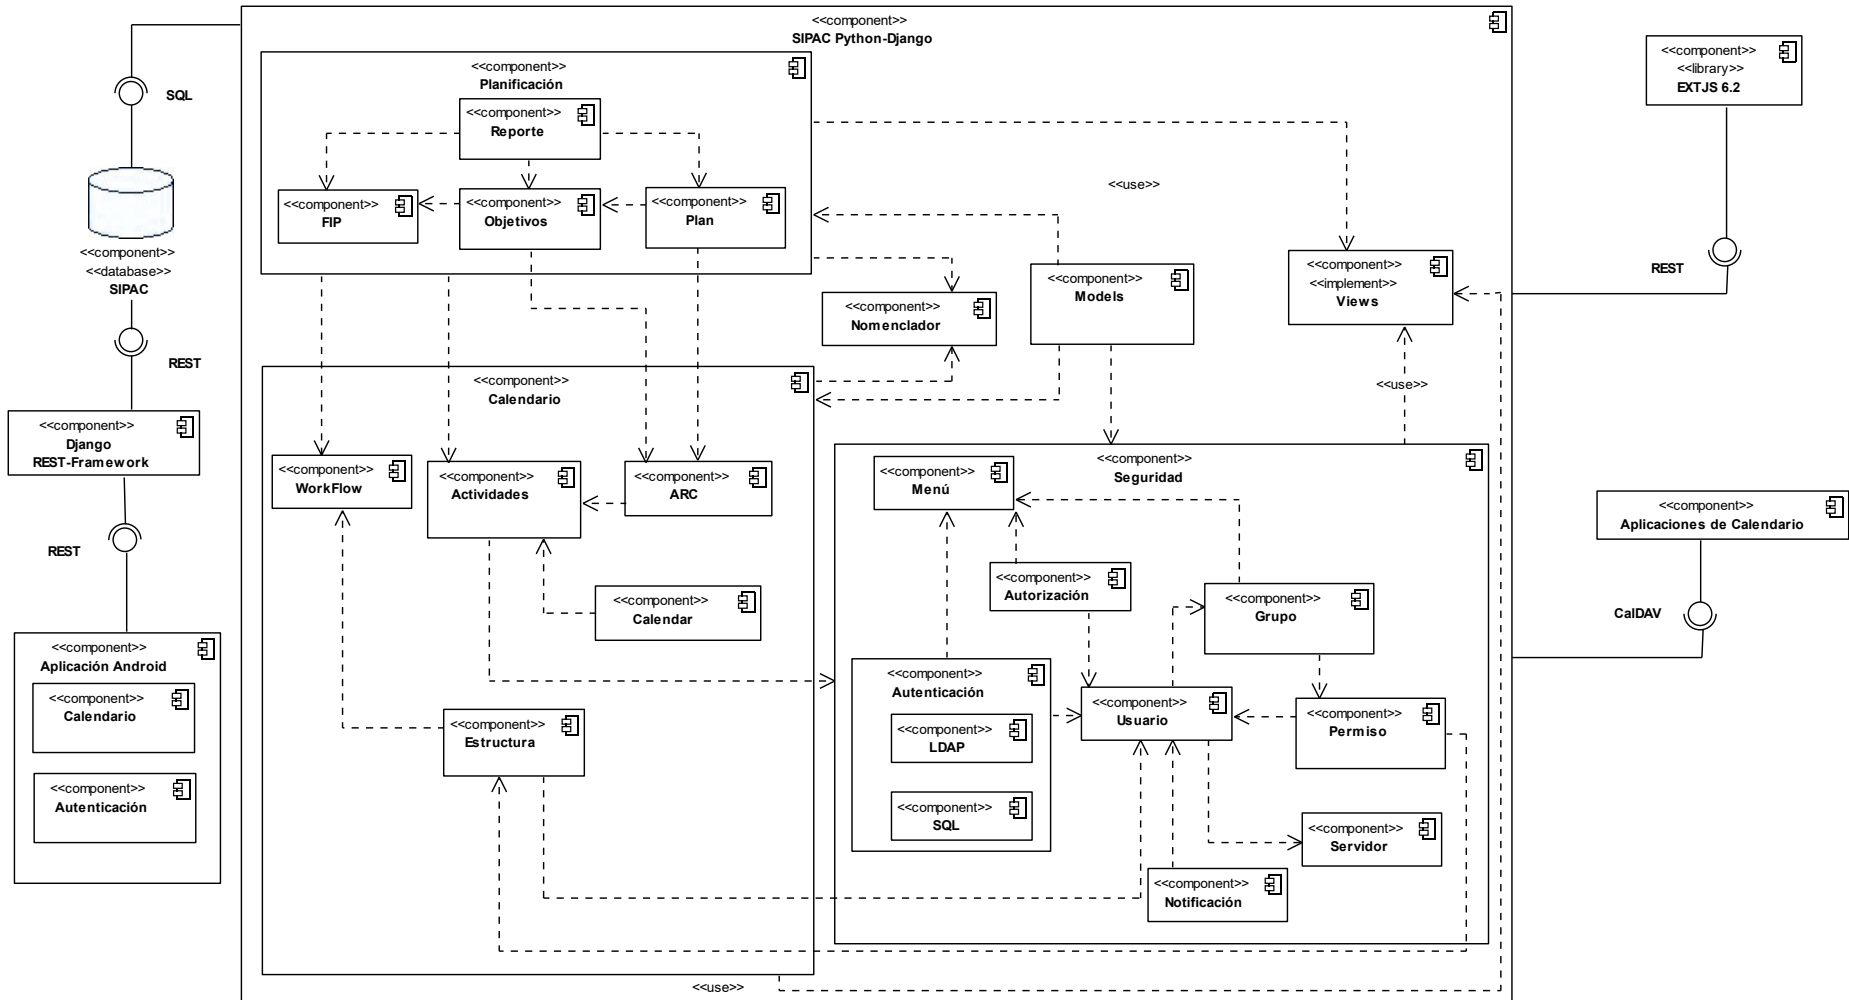 <<component>>
SIPAC Python-Django
SQL
<<component>>
<<database>>
SIPAC
REST
<<component>>
Django
REST-Framework
REST
<<component>>
Aplicación Android
<<component>>
Calendario
<<component>>
Autenticación
<<component>>
Planificación
<<component>>
Reporte
<<component>>
FIP
<<component>>
Objetivos
<<component>>
Plan
<<component>>
Nomenclador
<<component>>
Models
<<use>>
<<component>>
<<implement>>
Views
<<use>>
<<component>>
Calendario
<<component>>
WorkFlow
<<component>>
Actividades
<<component>>
ARC
<<component>>
Calendar
<<component>>
Estructura
<<use>>
<<component>>
Seguridad
<<component>>
Menú
<<component>>
Autorización
<<component>>
Grupo
<<component>>
Autenticación
<<component>>
LDAP
<<component>>
SQL
<<component>>
Usuario
<<component>>
Permiso
<<component>>
Servidor
<<component>>
Notificación
<<component>>
<<library>>
EXTJS 6.2
REST
<<component>>
Aplicaciones de Calendario
CalDAV